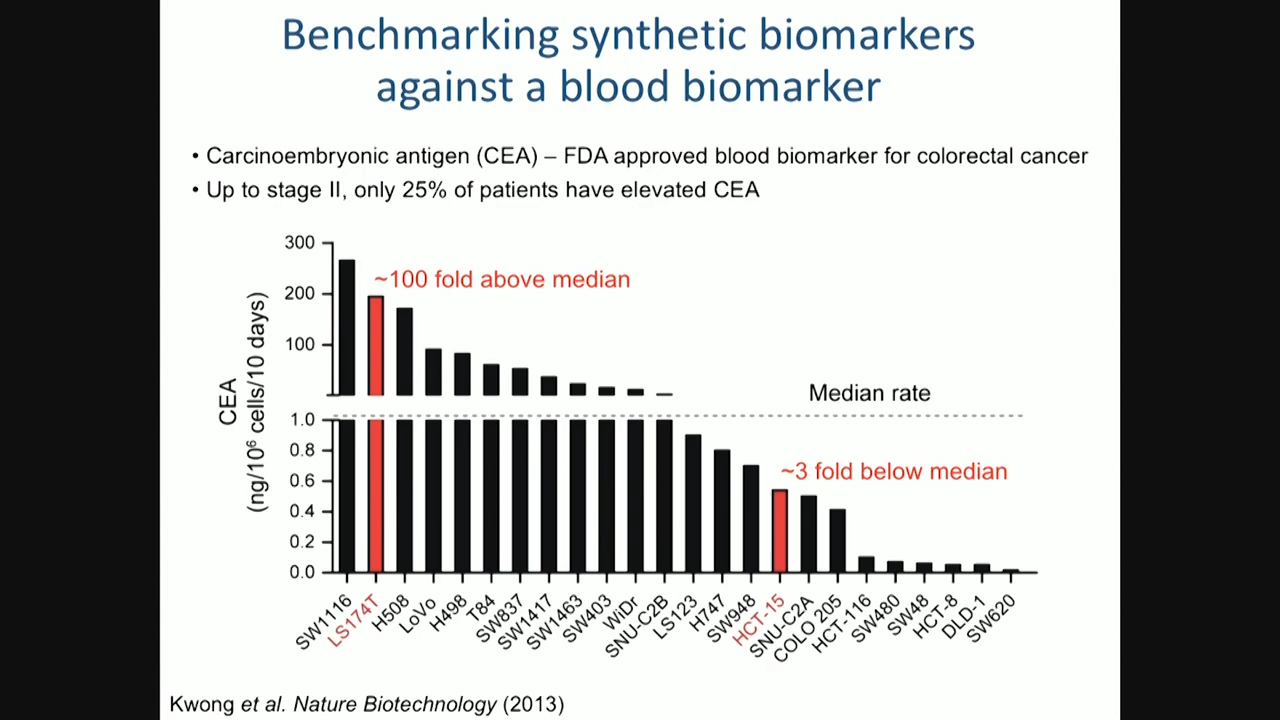 Benchmarking synthetic biomarkers
against a blood biomarker
• Carcinoembryonic antigen (CEA) – FDA approved blood biomarker for colorectal cancer
• Up to stage II, only 25% of patients have elevated CEA
300
200
100
1.0
0.8
0.6
0.4
0.2
0.0
CEA
(ng/10⁶ cells/10 days)
~100 fold above median
Median rate
~3 fold below median
SW1116
LS174T
H508
LoVo
H498
T84
SW837
SW1417
SW1463
SW403
WiDr
SNU-C2B
LS123
H747
SW948
HCT-15
SNU-C2A
COLO 205
HCT-116
SW480
SW48
HCT-8
DLD-1
SW620
Kwong et al. Nature Biotechnology (2013)